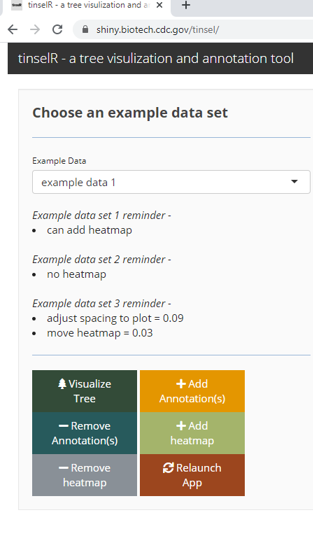 tinselR - a tree visulization and a
shiny.biotech.cdc.gov/tinsel/
tinselR - a tree visulization and annotation tool
Choose an example data set
Example Data
example data 1
Example data set 1 reminder -
• can add heatmap
Example data set 2 reminder -
• no heatmap
Example data set 3 reminder -
• adjust spacing to plot = 0.09
• move heatmap = 0.03
Visualize
Tree
+ Add
Annotation(s)
− Remove
Annotation(s)
+ Add
heatmap
− Remove
heatmap
Relaunch
App